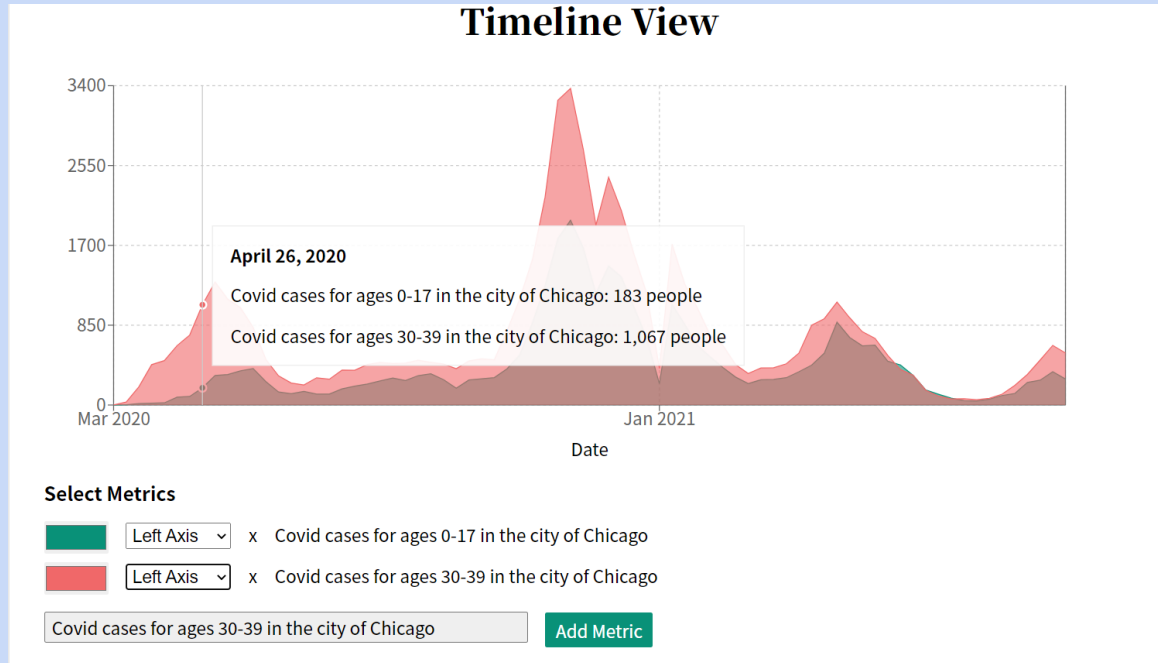 Timeline View
3400
2550
1700
850
0
April 26, 2020
Covid cases for ages 0-17 in the city of Chicago: 183 people
Covid cases for ages 30-39 in the city of Chicago: 1,067 people
Mar 2020
Jan 2021
Date
Select Metrics
Left Axis x Covid cases for ages 0-17 in the city of Chicago
Left Axis x Covid cases for ages 30-39 in the city of Chicago
Covid cases for ages 30-39 in the city of Chicago
Add Metric